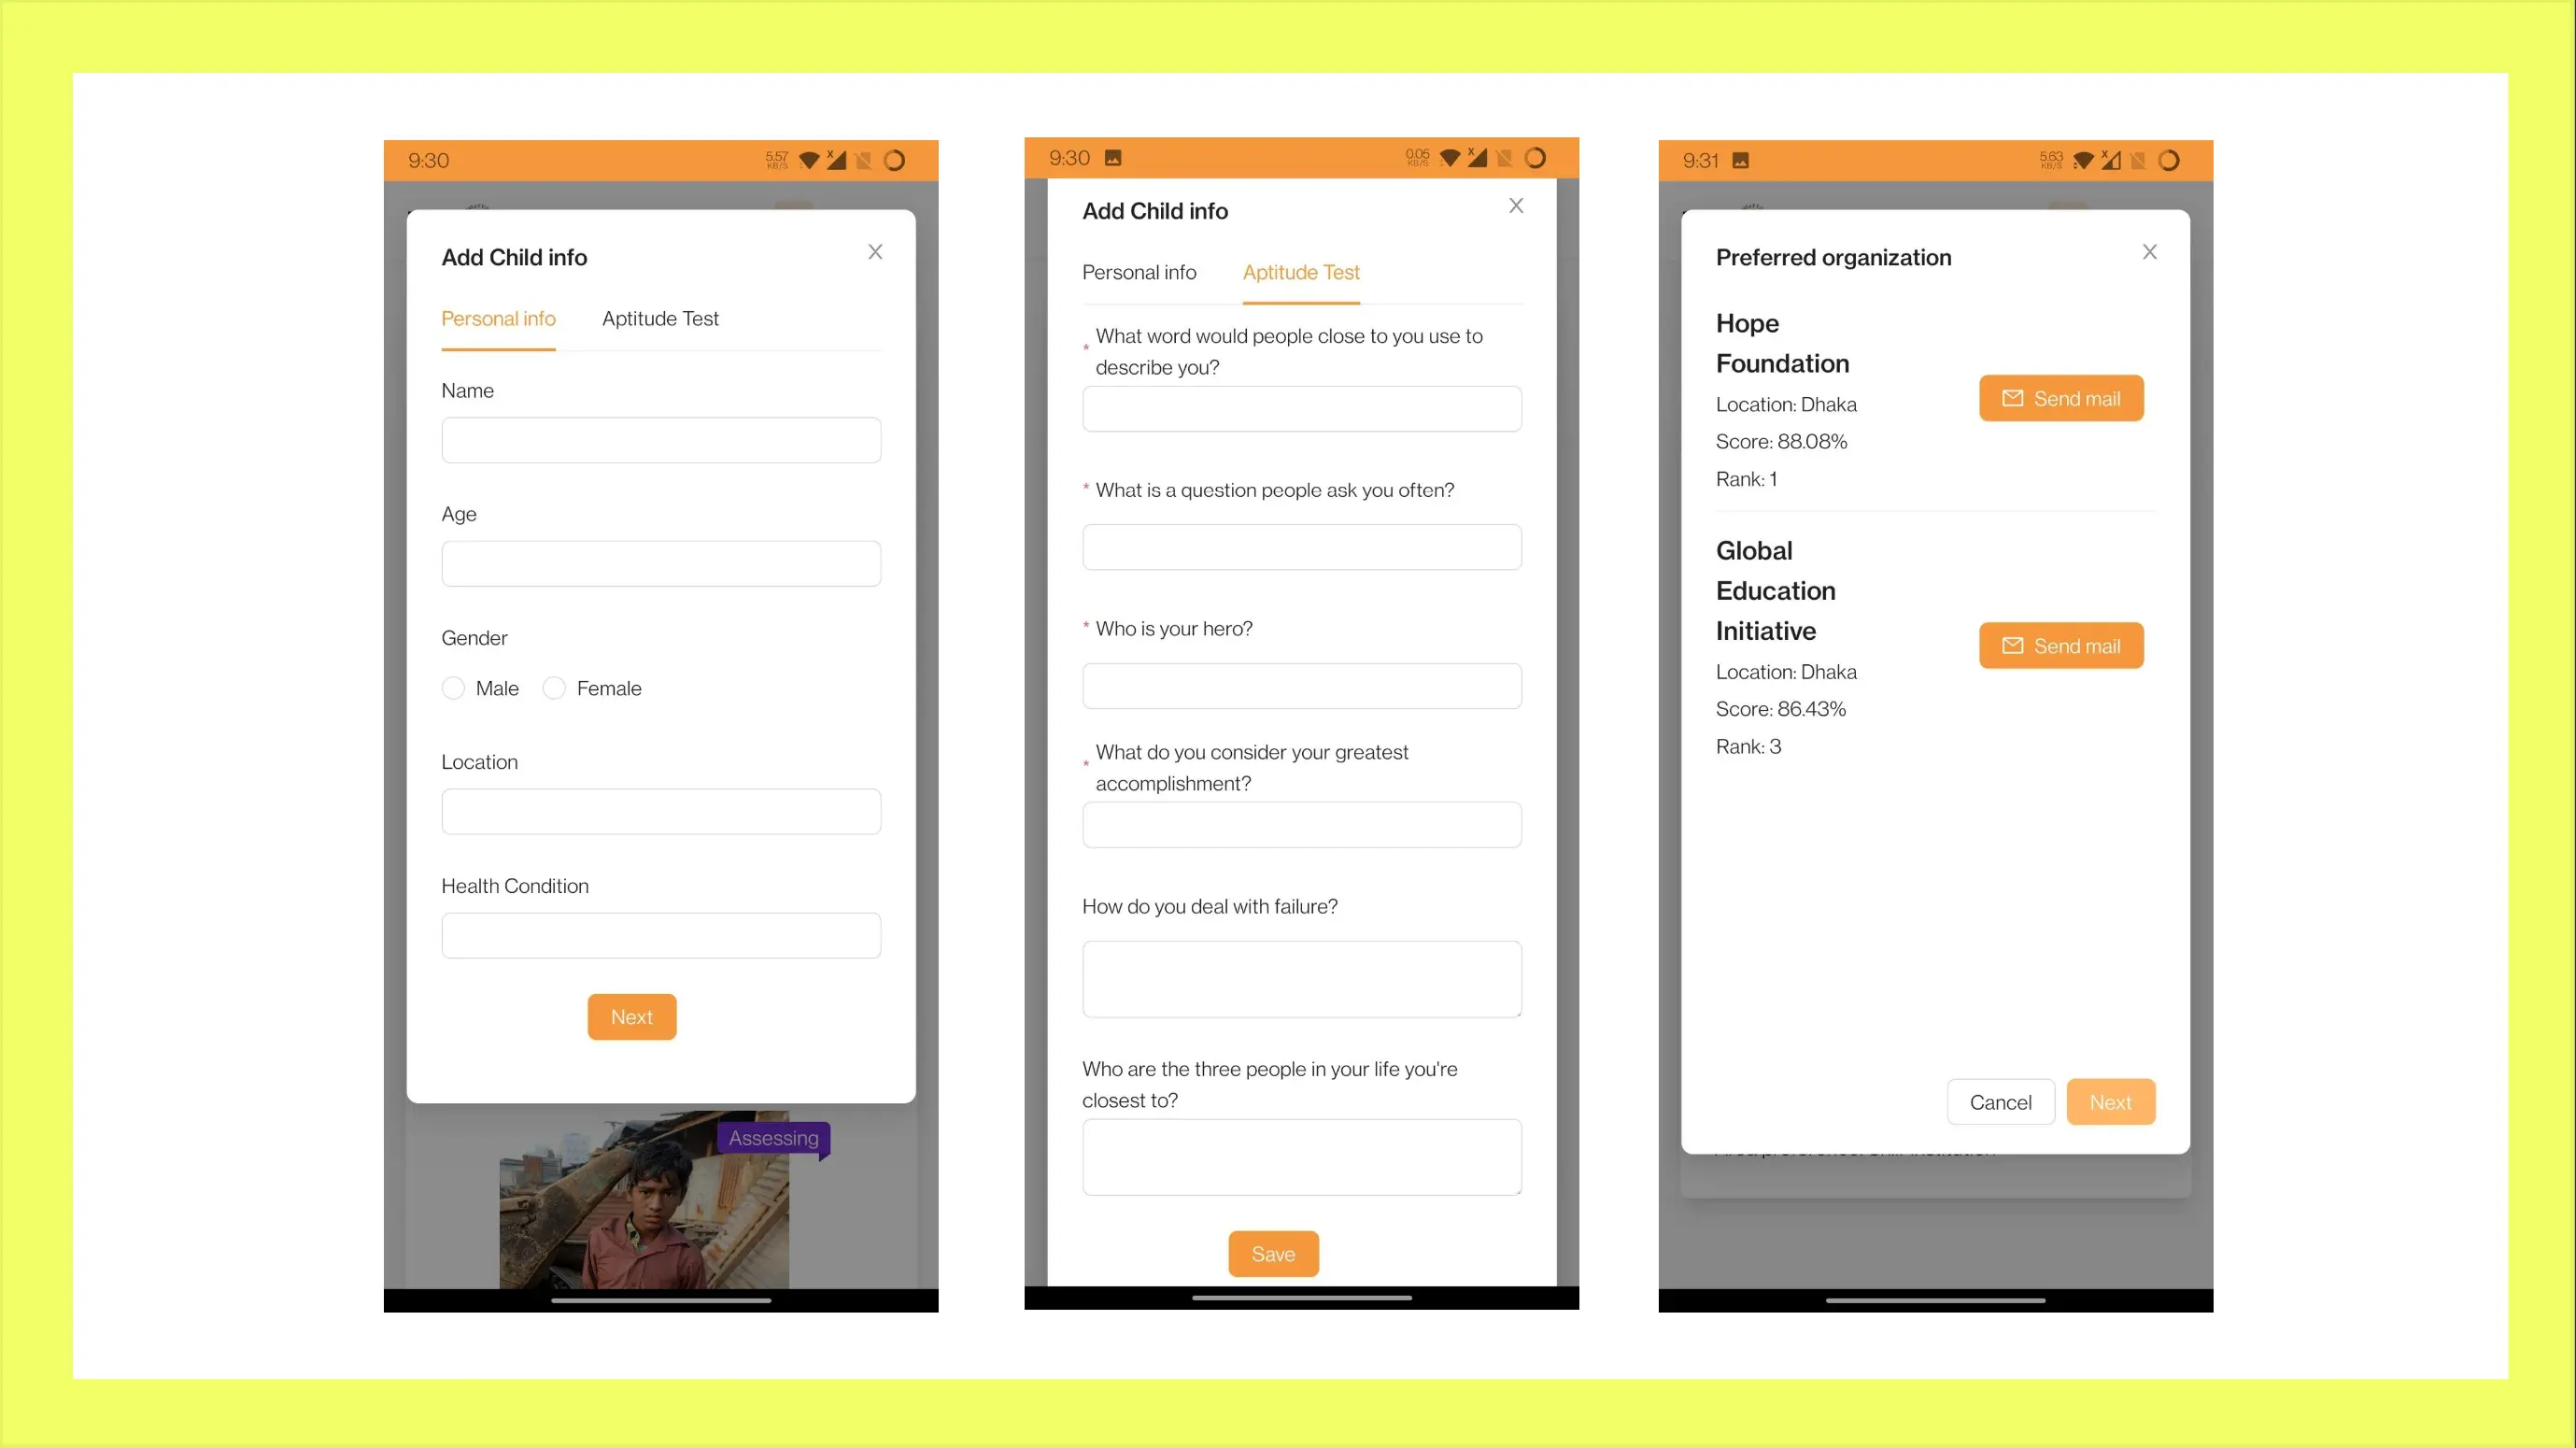 9:30
5.57
KB/S
X
Add Child info
X
Personal info
Aptitude Test
Name
Age
Gender
Male
Female
Location
Health Condition
Next
Assessing
9:30
0.05
KB/S
X
Add Child info
X
Personal info
Aptitude Test
* What word would people close to you use to
describe you?
* What is a question people ask you often?
* Who is your hero?
* What do you consider your greatest
accomplishment?
How do you deal with failure?
Who are the three people in your life you're
closest to?
Save
9:31
5.63
KB/S
X
Preferred organization
X
Hope
Foundation
Location: Dhaka
Score: 88.08%
Rank: 1
Send mail
Global
Education
Initiative
Location: Dhaka
Score: 86.43%
Rank: 3
Send mail
Cancel
Next